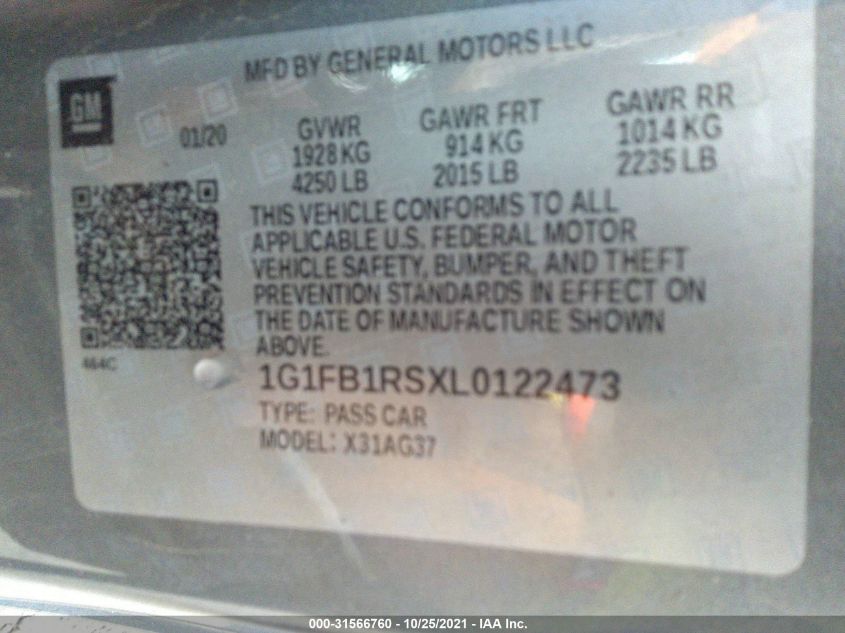 MFD BY GENERAL MOTORS LLC
GM
01/20
GVWR
1928 KG
4250 LB
GAWR FRT
914 KG
2015 LB
GAWR RR
1014 KG
2235 LB
THIS VEHICLE CONFORMS TO ALL
APPLICABLE U.S. FEDERAL MOTOR
VEHICLE SAFETY, BUMPER, AND THEFT
PREVENTION STANDARDS IN EFFECT ON
THE DATE OF MANUFACTURE SHOWN
ABOVE.
464C
1G1FB1RSXL0122473
TYPE: PASS CAR
MODEL: X31AG37
000-31566760 - 10/25/2021 - IAA Inc.